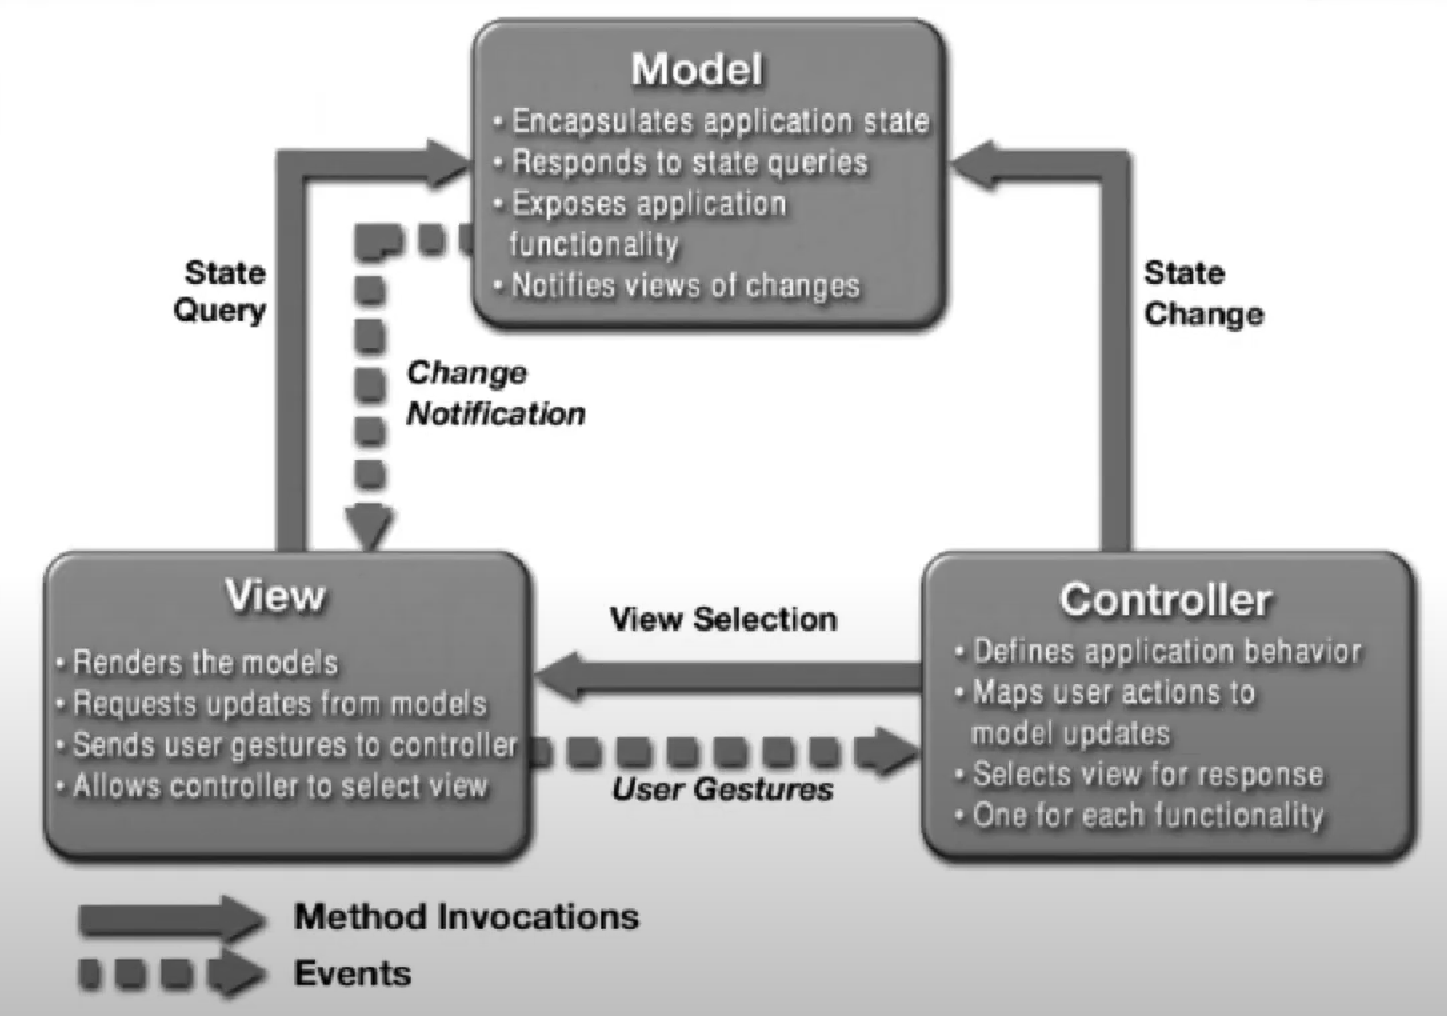 Model
• Encapsulates application state
• Responds to state queries
• Exposes application
functionality
• Notifies views of changes
State
Query
Change
Notification
State
Change
View
• Renders the models
• Requests updates from models
• Sends user gestures to controller
• Allows controller to select view
View Selection
User Gestures
Controller
• Defines application behavior
• Maps user actions to
model updates
• Selects view for response
• One for each functionality
Method Invocations
Events